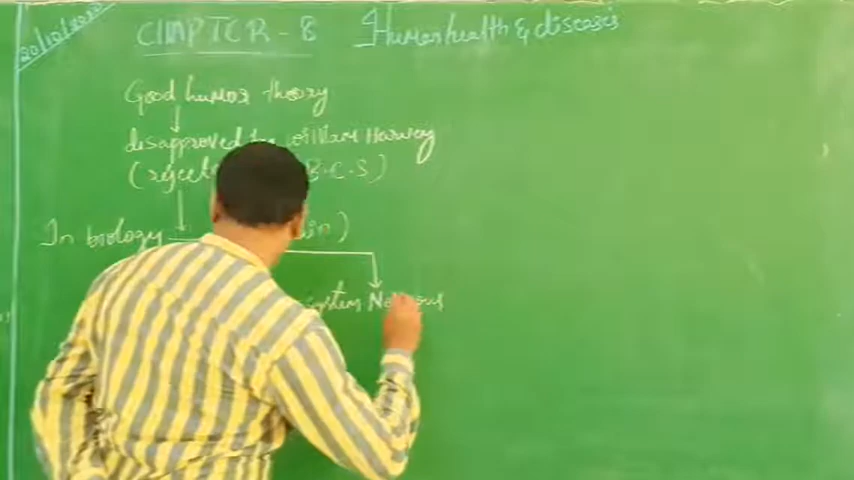 20/10/2020 CHAPTER - 8 Human health & diseases
Good humor theory
disapproved by William Harvey
(rejected B.C.S)
In biology
system Nervous